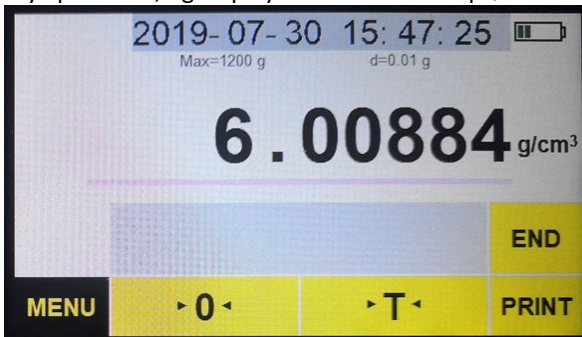 2019-07-30 15:47:25
Max=1200 g d=0.01 g
6.00884 g/cm³
END
MENU ▸0◂ ▸T◂ PRINT